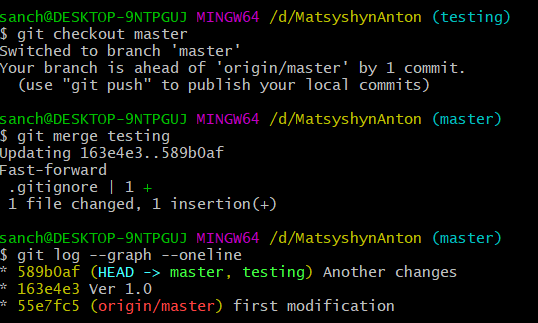 sanch@DESKTOP-9NTPGUJ MINGW64 /d/MatsyshynAnton (testing)
$ git checkout master
Switched to branch 'master'
Your branch is ahead of 'origin/master' by 1 commit.
  (use "git push" to publish your local commits)

sanch@DESKTOP-9NTPGUJ MINGW64 /d/MatsyshynAnton (master)
$ git merge testing
Updating 163e4e3..589b0af
Fast-forward
 .gitignore | 1 +
 1 file changed, 1 insertion(+)

sanch@DESKTOP-9NTPGUJ MINGW64 /d/MatsyshynAnton (master)
$ git log --graph --oneline
* 589b0af (HEAD -> master, testing) Another changes
* 163e4e3 Ver 1.0
* 55e7fc5 (origin/master) first modification